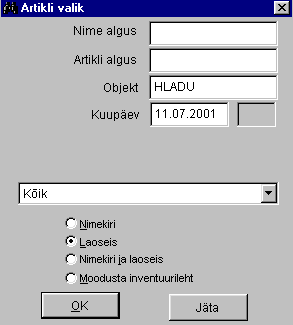 Artikli valik
Nime algus
Artikli algus
Objekt HLADU
Kuupäev 11.07.2001
Kõik
Nimekiri
Laoseis
Nimekiri ja laoseis
Moodusta inventuurileht
OK Jäta